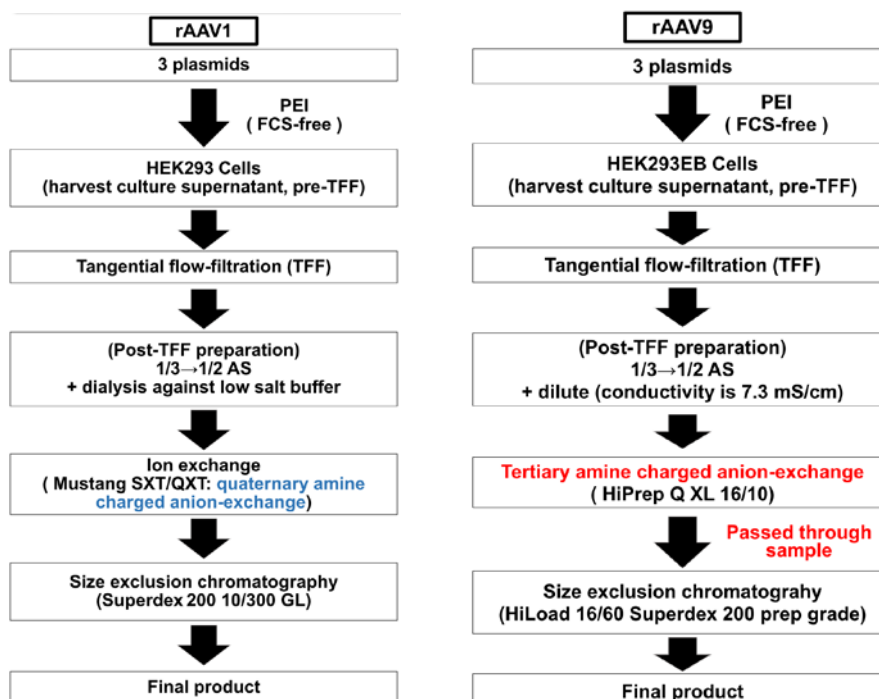 rAAV1
3 plasmids
PEI
( FCS-free )
HEK293 Cells
(harvest culture supernatant, pre-TFF)
Tangential flow-filtration (TFF)
(Post-TFF preparation)
1/3→1/2 AS
+ dialysis against low salt buffer
Ion exchange
( Mustang SXT/QXT: quaternary amine
charged anion-exchange)
Size exclusion chromatography
(Superdex 200 10/300 GL)
Final product
rAAV9
3 plasmids
PEI
( FCS-free )
HEK293EB Cells
(harvest culture supernatant, pre-TFF)
Tangential flow-filtration (TFF)
(Post-TFF preparation)
1/3→1/2 AS
+ dilute (conductivity is 7.3 mS/cm)
Tertiary amine charged anion-exchange
( HiPrep Q XL 16/10)
Passed through
sample
Size exclusion chromatograhy
(HiLoad 16/60 Superdex 200 prep grade)
Final product